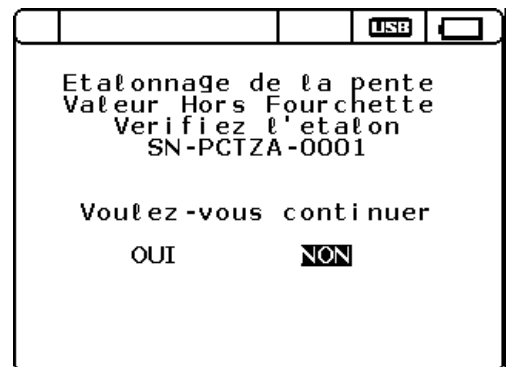 USB
Etalonnage de la pente
Valeur Hors Fourchette
Verifiez l'etalon
SN-PCTZA-0001
Voulez-vous continuer
OUI NON